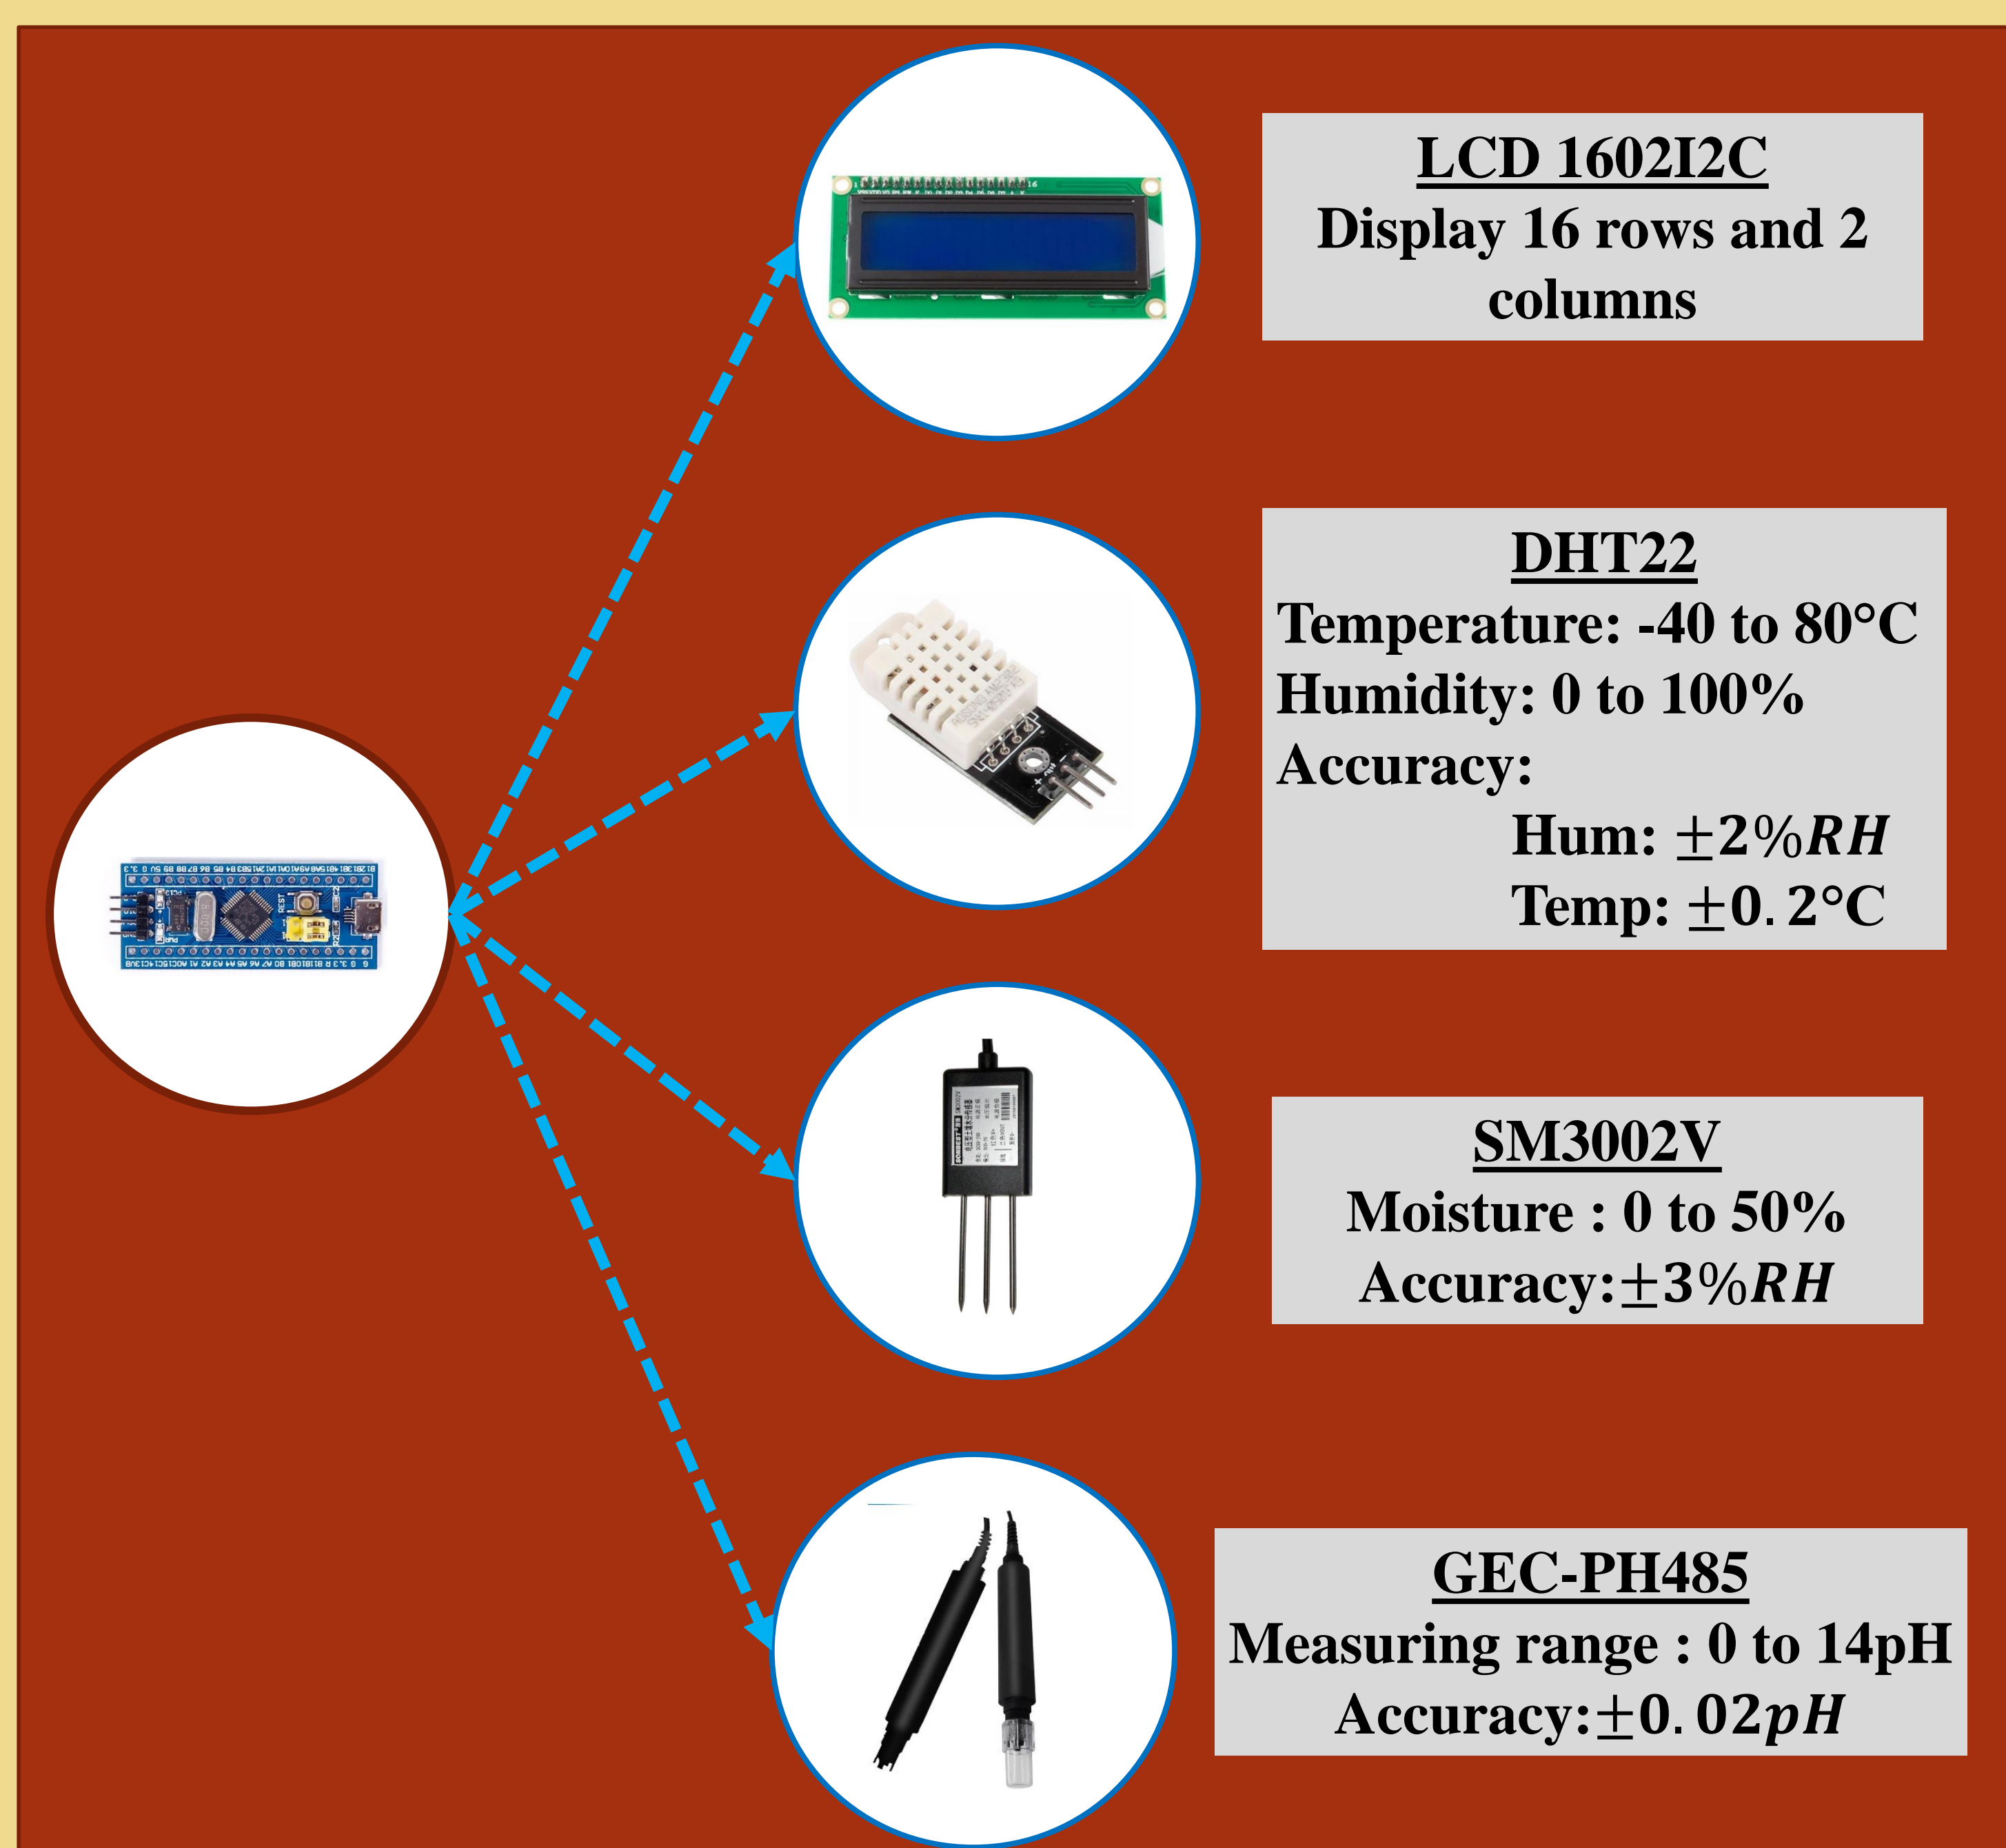 LCD 1602I2C
Display 16 rows and 2
columns
DHT22
Temperature: -40 to 80°C
Humidity: 0 to 100%
Accuracy:
Hum: ±2%RH
Temp: ±0.2°C
SM3002V
Moisture : 0 to 50%
Accuracy:±3%RH
GEC-PH485
Measuring range : 0 to 14pH
Accuracy:±0.02pH